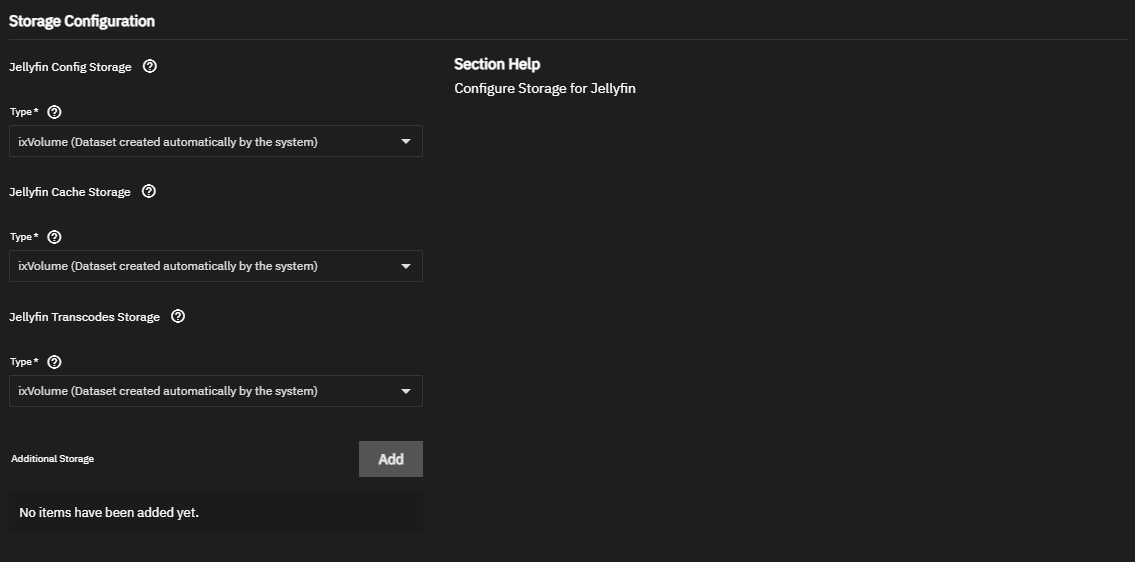 Storage Configuration
Jellyfin Config Storage
Type *
ixVolume (Dataset created automatically by the system)
Jellyfin Cache Storage
Type *
ixVolume (Dataset created automatically by the system)
Jellyfin Transcodes Storage
Type *
ixVolume (Dataset created automatically by the system)
Additional Storage
Add
No items have been added yet.
Section Help
Configure Storage for Jellyfin